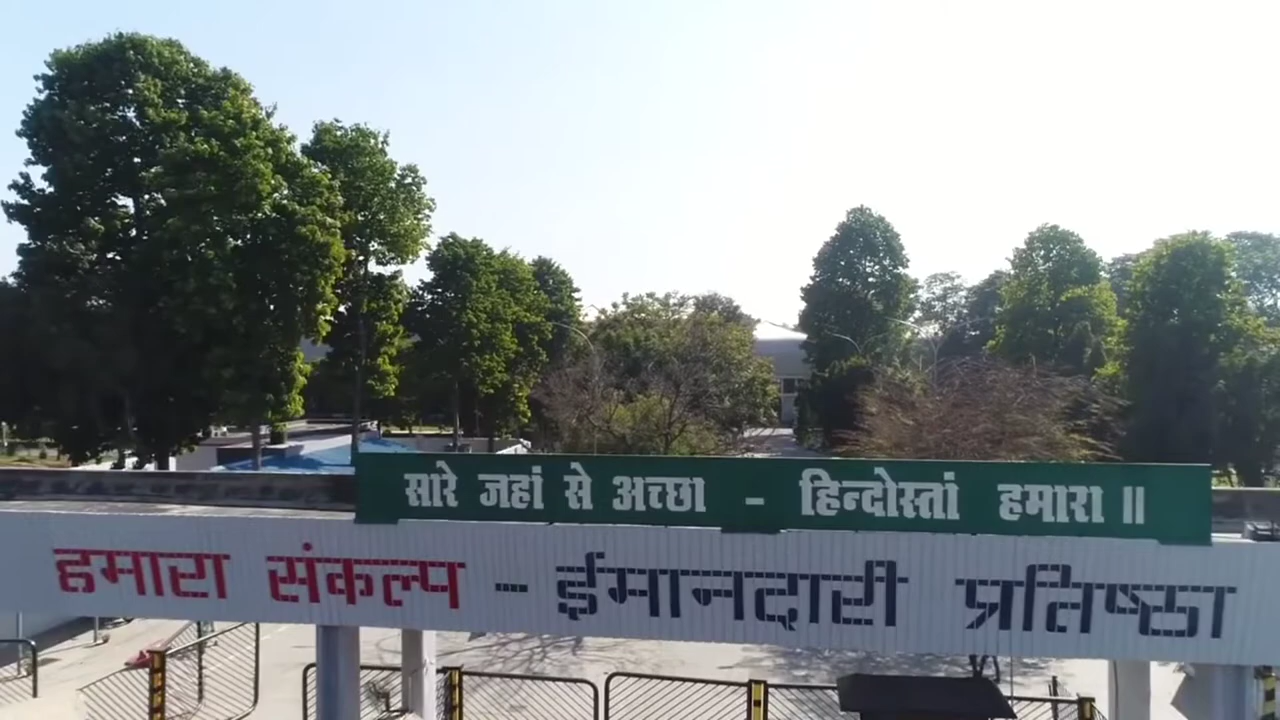 सारे जहां से अच्छा - हिन्दोस्तां हमारा ॥
हमारा संकल्प - ईमानदारी प्रतिष्ठा